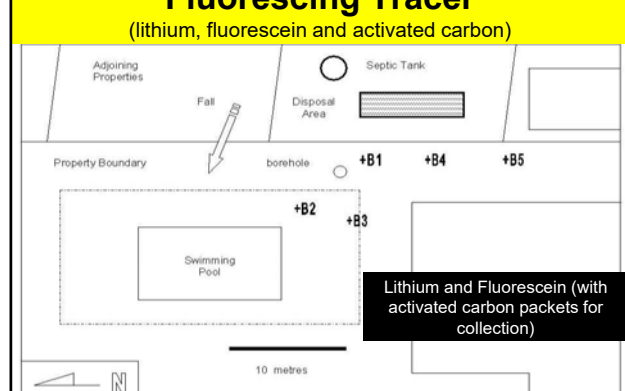 Fluorescing Tracer
(lithium, fluorescein and activated carbon)
Adjoining
Properties
Septic Tank
Fall
Disposal
Area
Property Boundary
borehole
+B1
+B4
+B5
+B2
+B3
Swimming
Pool
Lithium and Fluorescein (with
activated carbon packets for
collection)
10 metres
N